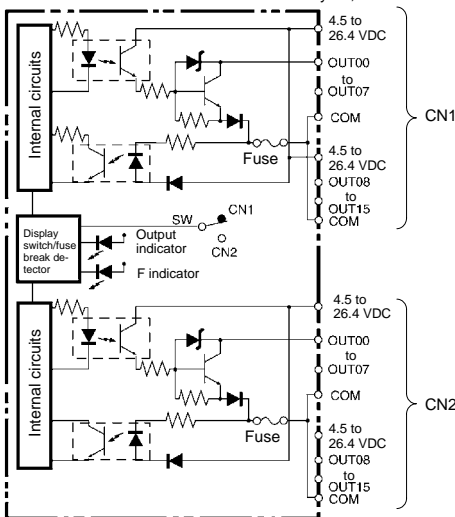 4.5 to
26.4 VDC
OUT00
to
OUT07
COM
CN1
Internal circuits
Fuse
4.5 to
26.4 VDC
OUT08
to
OUT15
COM
SW
CN1
CN2
Display
switch/fuse
break de-
tector
Output
indicator
F indicator
4.5 to
26.4 VDC
OUT00
to
OUT07
COM
CN2
Internal circuits
Fuse
4.5 to
26.4 VDC
OUT08
to
OUT15
COM